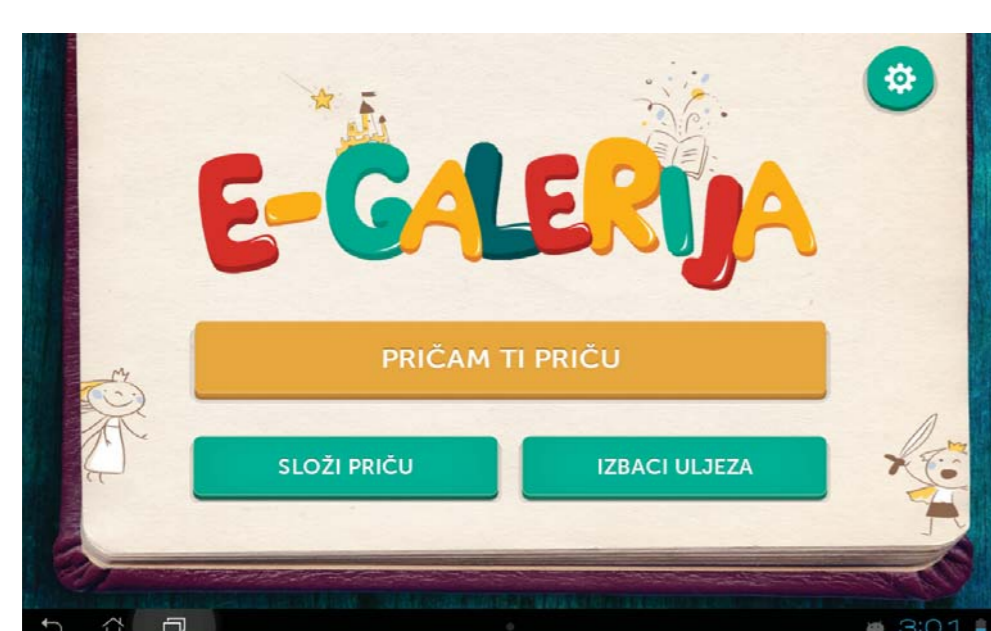 E-GALERIJA
PRIČAM TI PRIČU
SLOŽI PRIČU
IZBACI ULJEZA
3:01